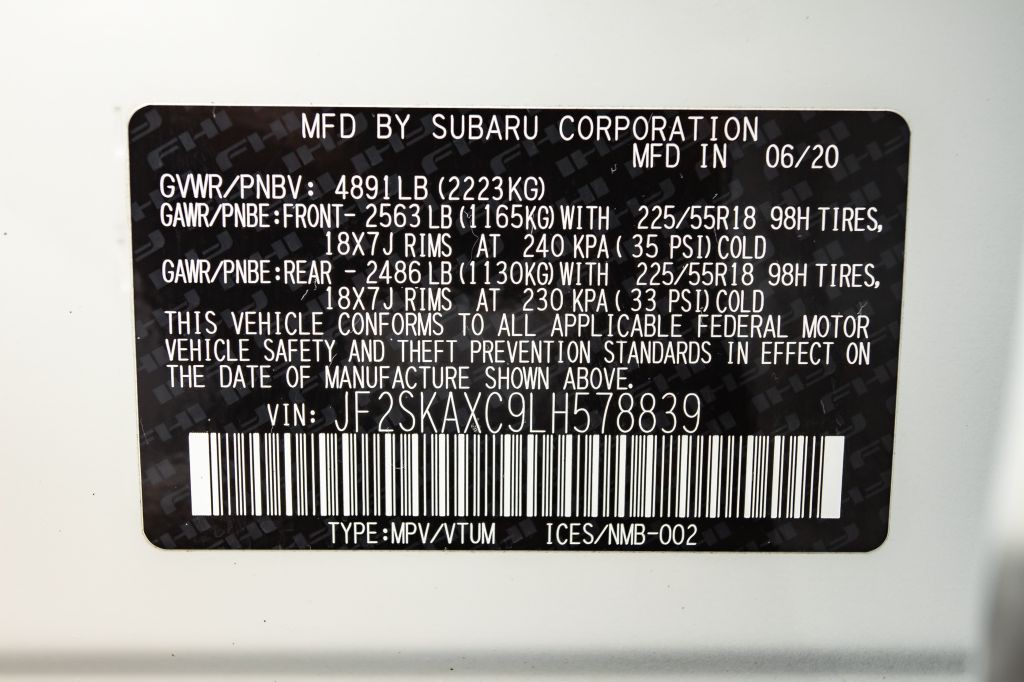 MFD BY SUBARU CORPORATION
MFD IN 06/20
GVWR/PNBV: 4891LB (2223KG)
GAWR/PNBE:FRONT- 2563 LB (1165KG) WITH 225/55R18 98H TIRES,
18X7J RIMS AT 240 KPA ( 35 PSI) COLD
GAWR/PNBE:REAR - 2486 LB (1130KG) WITH 225/55R18 98H TIRES,
18X7J RIMS AT 230 KPA ( 33 PSI) COLD
THIS VEHICLE CONFORMS TO ALL APPLICABLE FEDERAL MOTOR
VEHICLE SAFETY AND THEFT PREVENTION STANDARDS IN EFFECT ON
THE DATE OF MANUFACTURE SHOWN ABOVE.
VIN: JF2SKAXC9LH578839
TYPE:MPV/VTUM ICES/NMB-002